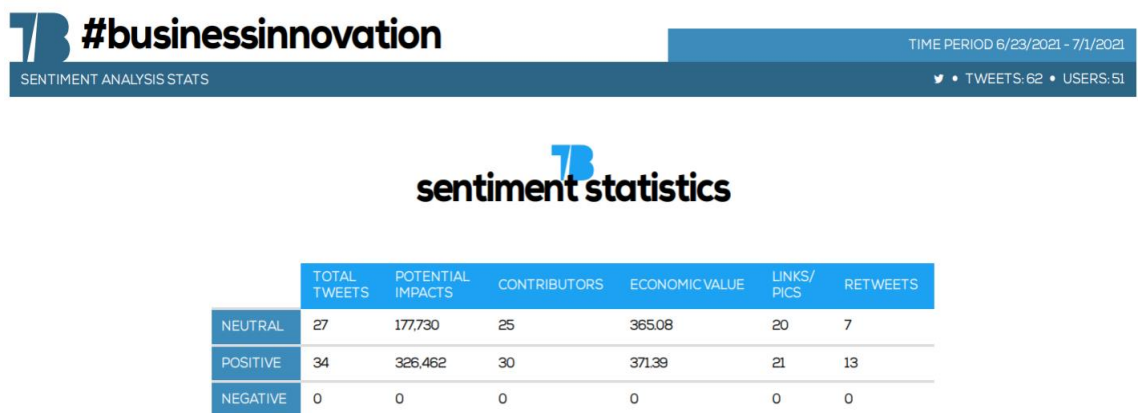 TB #businessinnovation
TIME PERIOD 6/23/2021 - 7/1/2021
SENTIMENT ANALYSIS STATS
• TWEETS: 62 • USERS: 51
TB
sentiment statistics
TOTAL TWEETS POTENTIAL IMPACTS CONTRIBUTORS ECONOMIC VALUE LINKS/PICS RETWEETS
NEUTRAL 27 177,730 25 365.08 20 7
POSITIVE 34 326,462 30 371.39 21 13
NEGATIVE 0 0 0 0 0 0